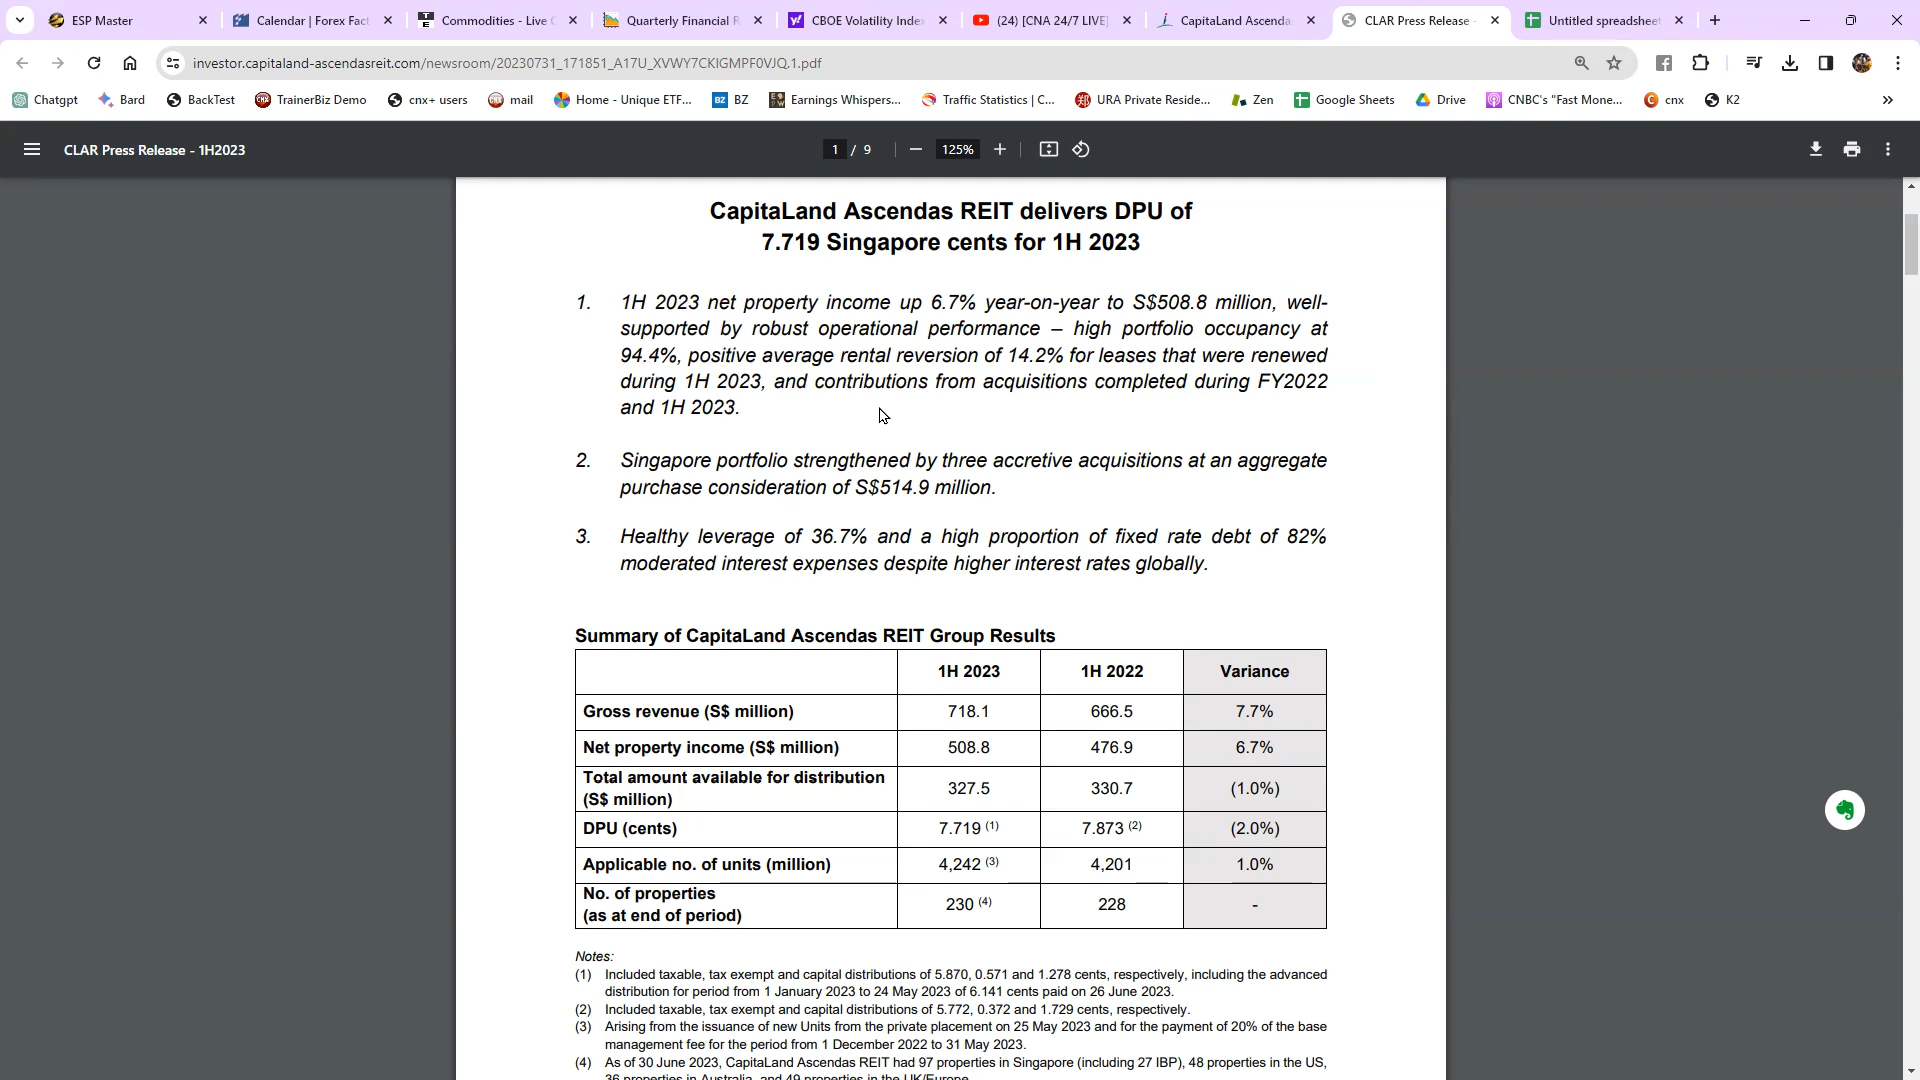 ESP Master
Calendar | Forex Fact
Commodities - Live
Quarterly Financial R
CBOE Volatility Index
(24) [CNA 24/7 LIVE]
CapitaLand Ascenda
CLAR Press Release -
Untitled spreadsheet
investor.capitaland-ascendasreit.com/newsroom/20230731_171851_A17U_XVWY7CKIGMPF0VJQ.1.pdf
Chatgpt
Bard
BackTest
TrainerBiz Demo
cnx+ users
mail
Home - Unique ETF...
BZ BZ
Earnings Whispers...
Traffic Statistics | C...
URA Private Reside...
Zen
Google Sheets
Drive
CNBC's "Fast Mone...
cnx
K2
CLAR Press Release - 1H2023
1 / 9
125%
CapitaLand Ascendas REIT delivers DPU of
7.719 Singapore cents for 1H 2023
1. 1H 2023 net property income up 6.7% year-on-year to S$508.8 million, well-
supported by robust operational performance – high portfolio occupancy at
94.4%, positive average rental reversion of 14.2% for leases that were renewed
during 1H 2023, and contributions from acquisitions completed during FY2022
and 1H 2023.
2. Singapore portfolio strengthened by three accretive acquisitions at an aggregate
purchase consideration of S$514.9 million.
3. Healthy leverage of 36.7% and a high proportion of fixed rate debt of 82%
moderated interest expenses despite higher interest rates globally.
Summary of CapitaLand Ascendas REIT Group Results
1H 2023 1H 2022 Variance
Gross revenue (S$ million) 718.1 666.5 7.7%
Net property income (S$ million) 508.8 476.9 6.7%
Total amount available for distribution
(S$ million) 327.5 330.7 (1.0%)
DPU (cents) 7.719 (1) 7.873 (2) (2.0%)
Applicable no. of units (million) 4,242 (3) 4,201 1.0%
No. of properties
(as at end of period) 230 (4) 228 -
Notes:
(1) Included taxable, tax exempt and capital distributions of 5.870, 0.571 and 1.278 cents, respectively, including the advanced
distribution for period from 1 January 2023 to 24 May 2023 of 6.141 cents paid on 26 June 2023.
(2) Included taxable, tax exempt and capital distributions of 5.772, 0.372 and 1.729 cents, respectively.
(3) Arising from the issuance of new Units from the private placement on 25 May 2023 and for the payment of 20% of the base
management fee for the period from 1 December 2022 to 31 May 2023.
(4) As of 30 June 2023, CapitaLand Ascendas REIT had 97 properties in Singapore (including 27 IBP), 48 properties in the US,
36 properties in Australia, and 49 properties in the UK/Europe.